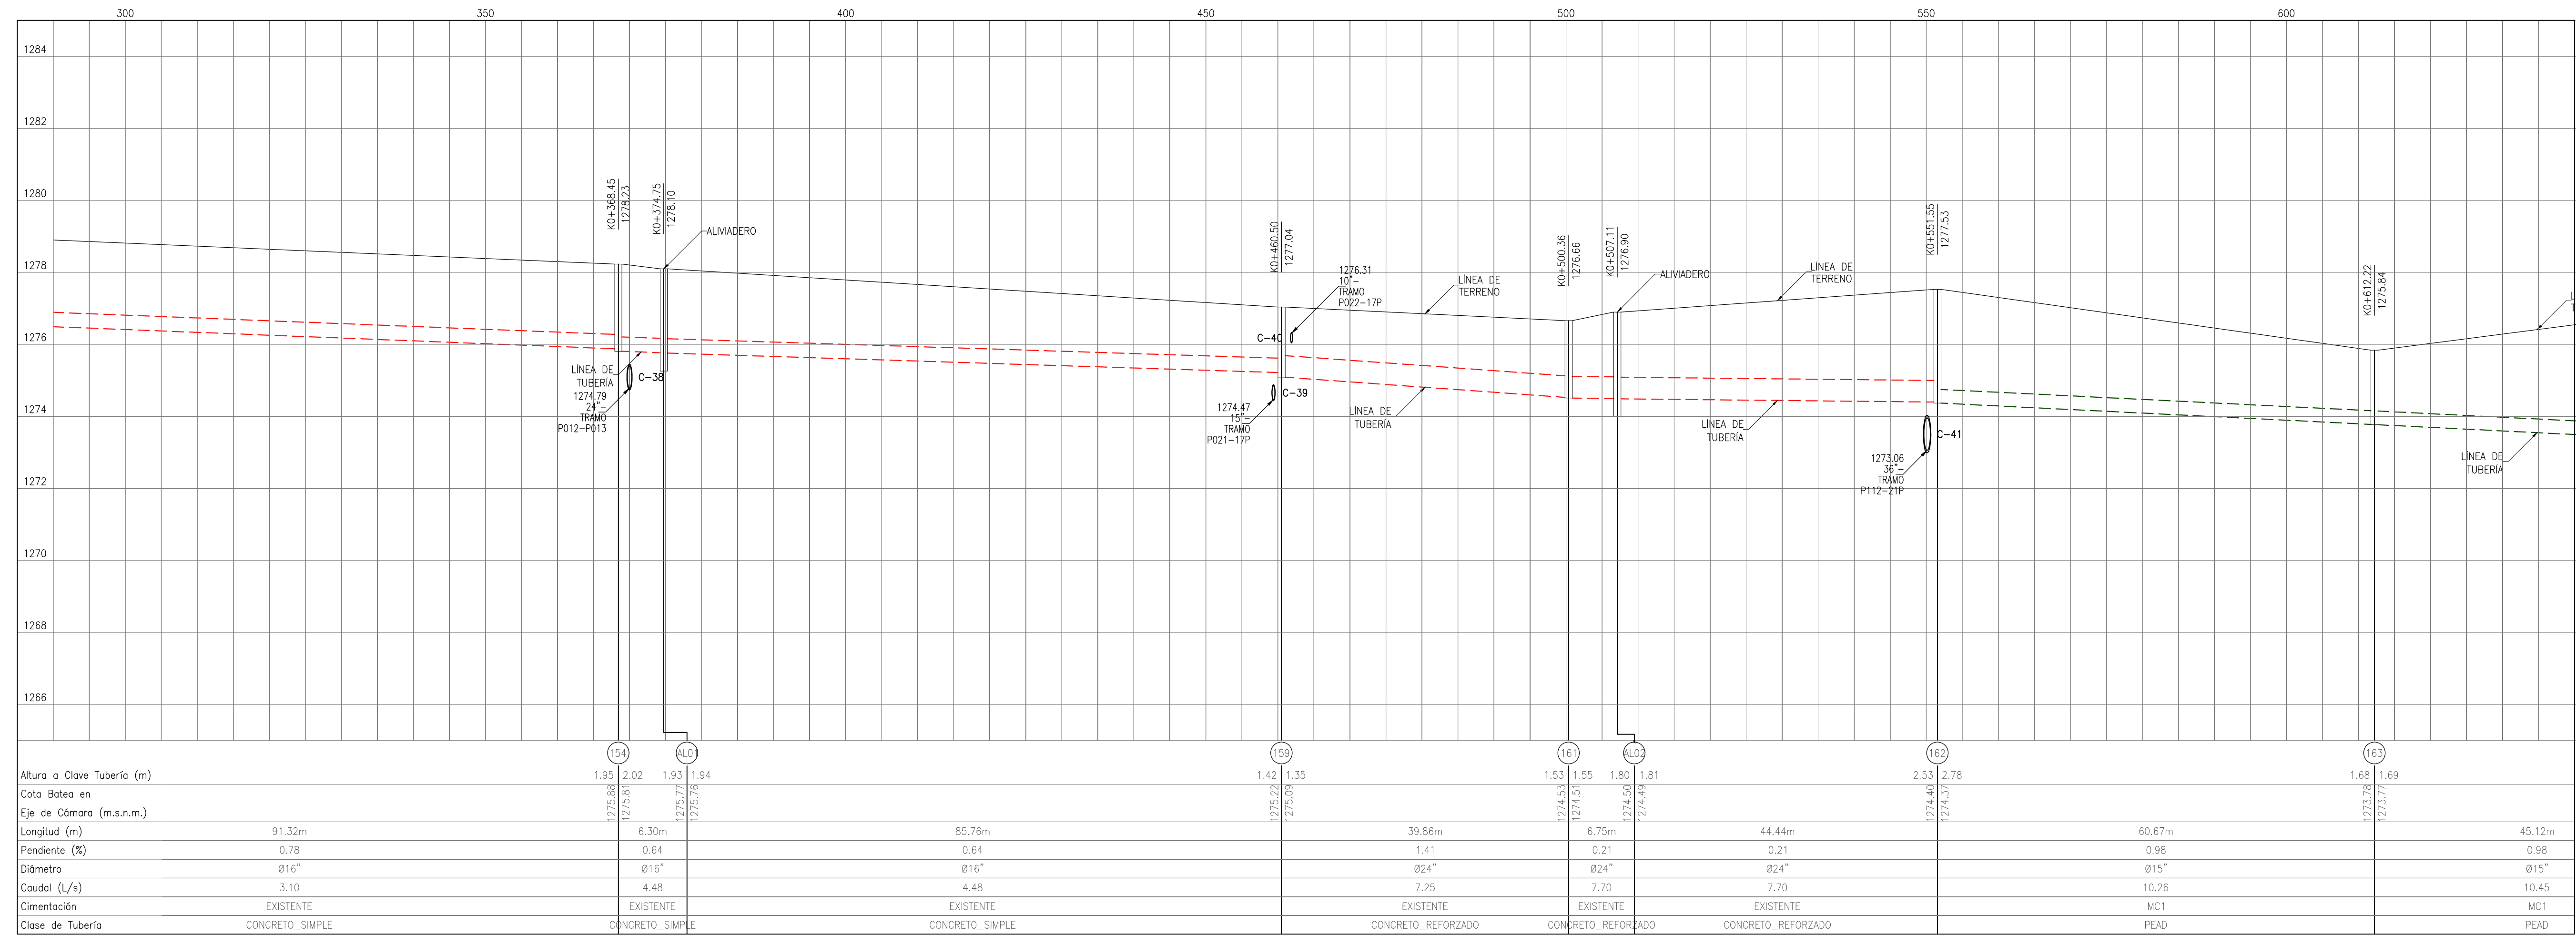 300 350 400 450 500 550 600
1284
1282
1280
1278
1276
1274
1272
1270
1268
1266
K0+368.45
1278.23
K0+374.75
1278.10
ALIVIADERO
K0+460.50
1277.04
1276.31
10"-
TRAMO
P022-17P
LÍNEA DE
TERRENO
K0+500.36
1276.66
K0+507.11
1276.90
ALIVIADERO
LÍNEA DE
TERRENO
K0+551.55
1277.53
K0+612.22
1275.84
C-40
LÍNEA DE
TUBERÍA
C-38
1274.79
24"-
TRAMO
P012-P013
C-39
1274.47
15"-
TRAMO
P021-17P
LÍNEA DE
TUBERÍA
LÍNEA DE
TUBERÍA
C-41
1273.06
36"-
TRAMO
P112-21P
LÍNEA DE
TUBERÍA
154 AL01 159 161 AL02 162 163
Altura a Clave Tubería (m) 1.95 2.02 1.93 1.94 1.42 1.35 1.53 1.55 1.80 1.81 2.53 2.78 1.68 1.69
Cota Batea en
Eje de Cámara (m.s.n.m.) 1275.88 1275.81 1275.77 1275.76 1275.22 1275.09 1274.53 1274.51 1274.50 1274.49 1274.40 1274.37 1273.78 1273.77
Longitud (m) 91.32m 6.30m 85.76m 39.86m 6.75m 44.44m 60.67m 45.12m
Pendiente (%) 0.78 0.64 0.64 1.41 0.21 0.21 0.98 0.98
Diámetro Ø16" Ø16" Ø16" Ø24" Ø24" Ø24" Ø15" Ø15"
Caudal (L/s) 3.10 4.48 4.48 7.25 7.70 7.70 10.26 10.45
Cimentación EXISTENTE EXISTENTE EXISTENTE EXISTENTE EXISTENTE EXISTENTE MC1 MC1
Clase de Tubería CONCRETO_SIMPLE CONCRETO_SIMPLE CONCRETO_SIMPLE CONCRETO_REFORZADO CONCRETO_REFORZADO CONCRETO_REFORZADO PEAD PEAD